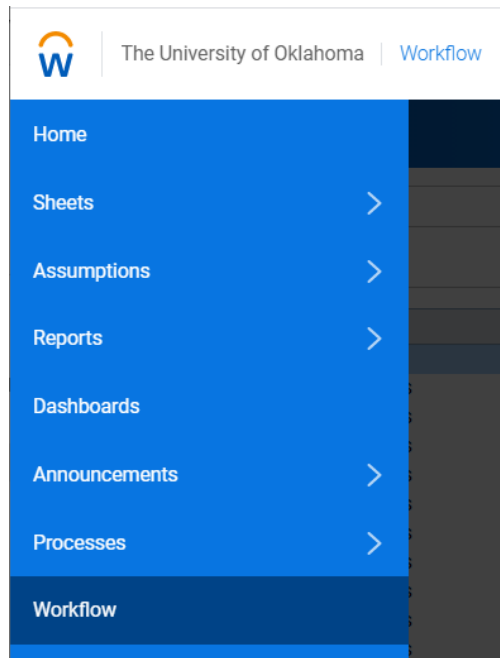 W The University of Oklahoma Workflow
Home
Sheets
Assumptions
Reports
Dashboards
Announcements
Processes
Workflow